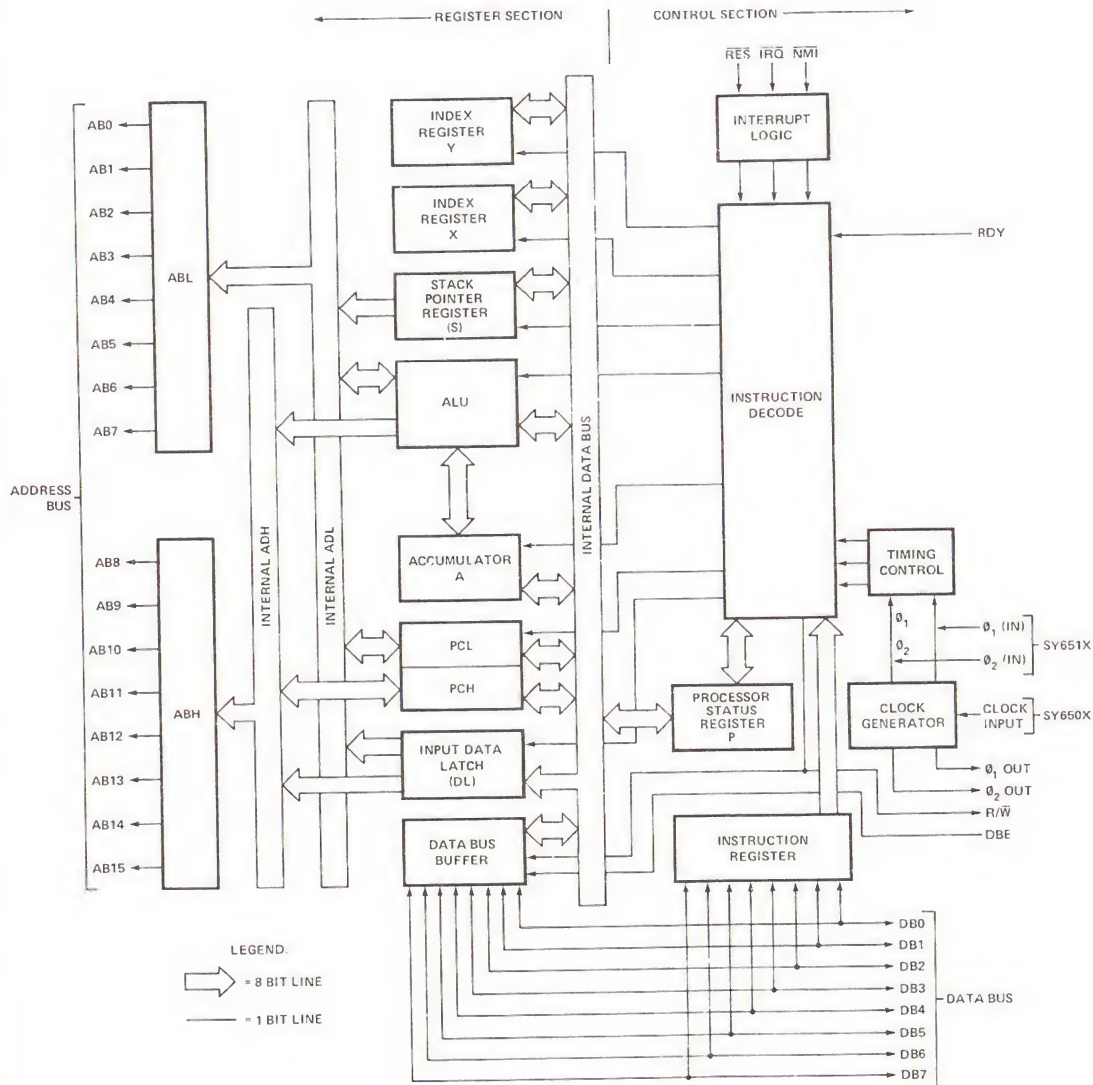 REGISTER SECTION
CONTROL SECTION
RES IRQ NMI
INTERRUPT
LOGIC
INDEX
REGISTER
Y
INDEX
REGISTER
X
STACK
POINTER
REGISTER
(S)
ALU
ACCUMULATOR
A
PCL
PCH
INPUT DATA
LATCH
(DL)
DATA BUS
BUFFER
AB0
AB1
AB2
AB3
AB4
AB5
AB6
AB7
ABL
ADDRESS
BUS
AB8
AB9
AB10
AB11
AB12
AB13
AB14
AB15
ABH
INTERNAL ADH
INTERNAL ADL
INTERNAL DATA BUS
INSTRUCTION
DECODE
RDY
TIMING
CONTROL
Ø1
Ø2
Ø1 (IN)
Ø2 (IN)
SY651X
CLOCK
GENERATOR
CLOCK
INPUT
SY650X
PROCESSOR
STATUS
REGISTER
P
Ø1 OUT
Ø2 OUT
R/W̅
DBE
INSTRUCTION
REGISTER
DB0
DB1
DB2
DB3
DB4
DB5
DB6
DB7
DATA BUS
LEGEND.
= 8 BIT LINE
= 1 BIT LINE